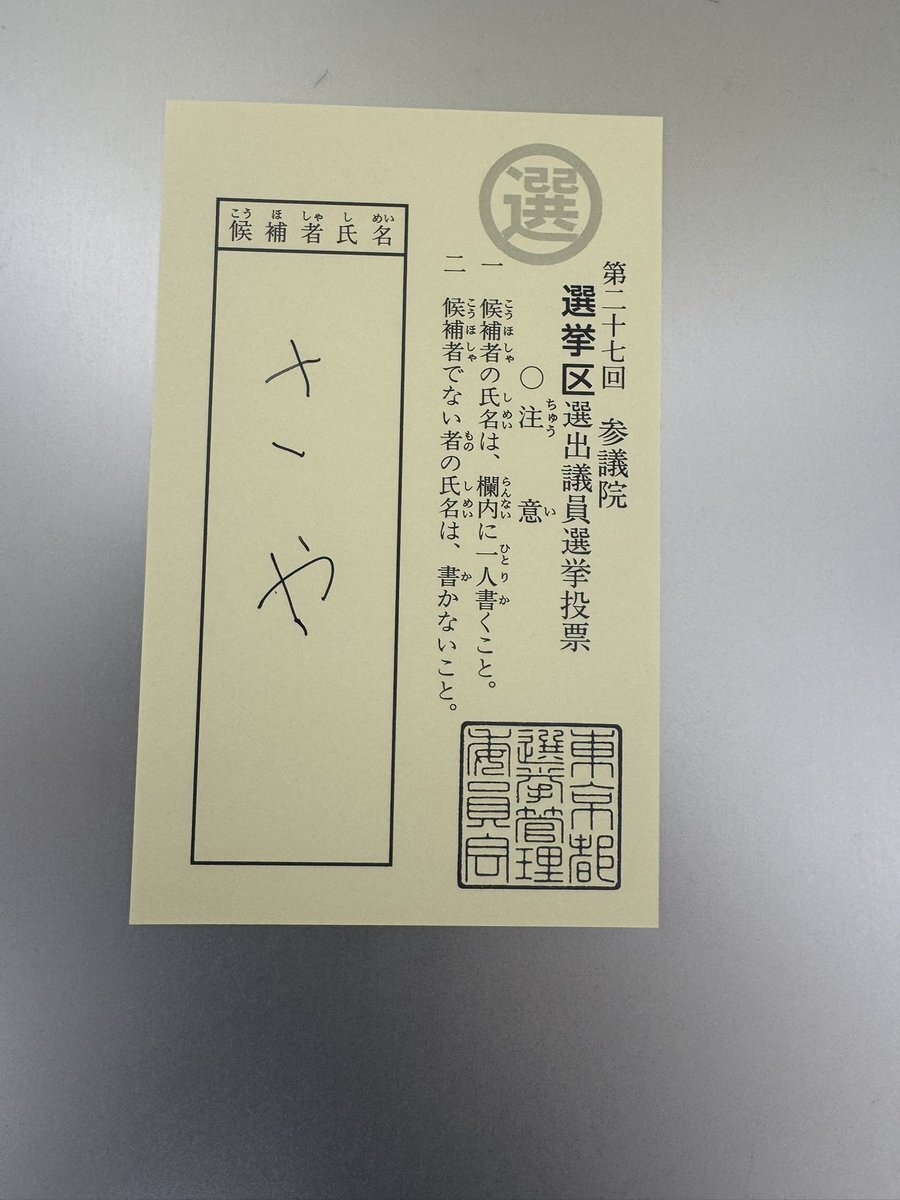 選
第二十七回 参議院
選挙区選出議員選挙投票
○注意
一 候補者の氏名は、欄内に一人書くこと。
二 候補者でない者の氏名は、書かないこと。
東京都
選挙管理
委員会
候補者氏名
さや